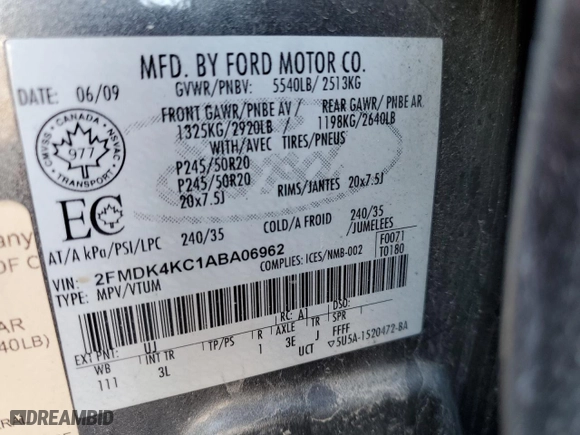 MFD. BY FORD MOTOR CO.
DATE: 06/09
GVWR/PNBV: 5540LB/ 2513KG
FRONT GAWR/PNBE AV
1325KG/2920LB
REAR GAWR/ PNBE AR.
1198KG/2640LB
WITH/AVEC TIRES/PNEUS
P245/50R20
P245/50R20
20x7.5J
RIMS/JANTES 20x7.5J
CMVSS CANADA NSVAC
977
TRANSPORT
EC
AT/A kPa/PSI/LPC 240/35
COLD/A FROID 240/35
/JUMELEES
VIN: 2FMDK4KC1ABA06962
TYPE: MPV/VTUM
COMPLIES: ICES/NMB-002
F0071
T0180
EXT PNT: UJ
RC: A DSO:
WB INT TR TP/PS R AXLE TR SPR
111 3L 1 3E J FFFF
UCT 5U5A-1520472-BA
any
OF C
AR
40LB)
DREAMBID